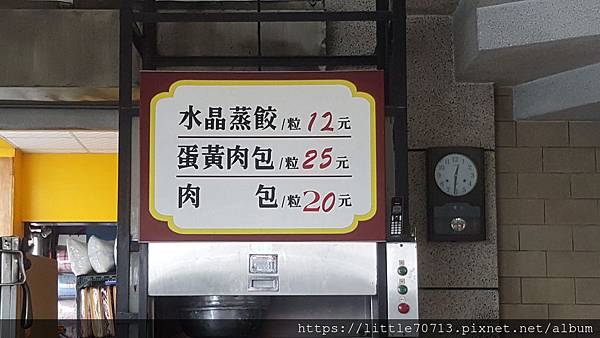 水晶蒸餃/粒12元
蛋黃肉包/粒25元
肉包/粒20元
https://little70713.pixnet.net/album